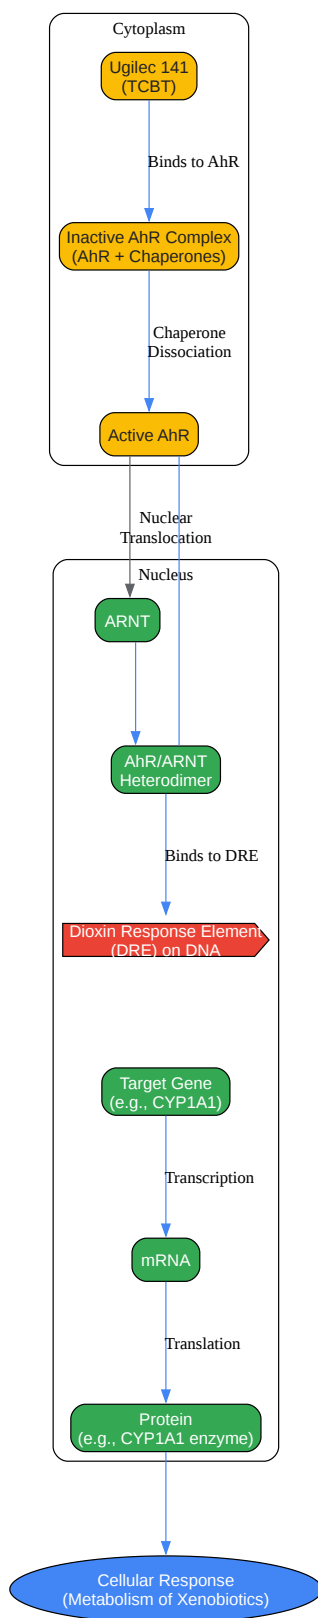 Cytoplasm
Ugilec 141
(TCBT)
Binds to AhR
Inactive AhR Complex
(AhR + Chaperones)
Chaperone
Dissociation
Active AhR
Nuclear
Translocation
Nucleus
ARNT
AhR/ARNT
Heterodimer
Binds to DRE
Dioxin Response Element
(DRE) on DNA
Target Gene
(e.g., CYP1A1)
Transcription
mRNA
Translation
Protein
(e.g., CYP1A1 enzyme)
Cellular Response
(Metabolism of Xenobiotics)